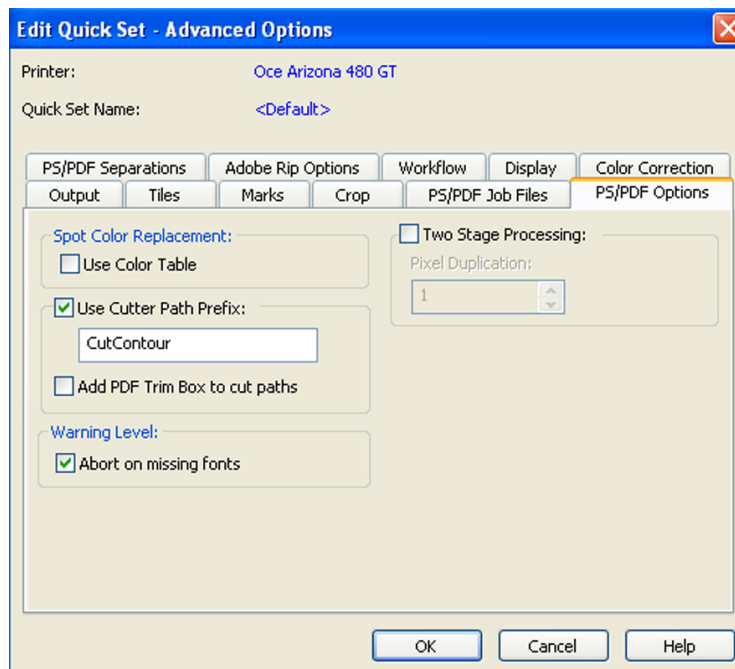 Edit Quick Set - Advanced Options
Printer: Oce Arizona 480 GT
Quick Set Name: <Default>
PS/PDF Separations Adobe Rip Options Workflow Display Color Correction
Output Tiles Marks Crop PS/PDF Job Files PS/PDF Options
Spot Color Replacement:
Use Color Table
Use Cutter Path Prefix:
CutContour
Add PDF Trim Box to cut paths
Warning Level:
Abort on missing fonts
Two Stage Processing:
Pixel Duplication:
1
OK Cancel Help